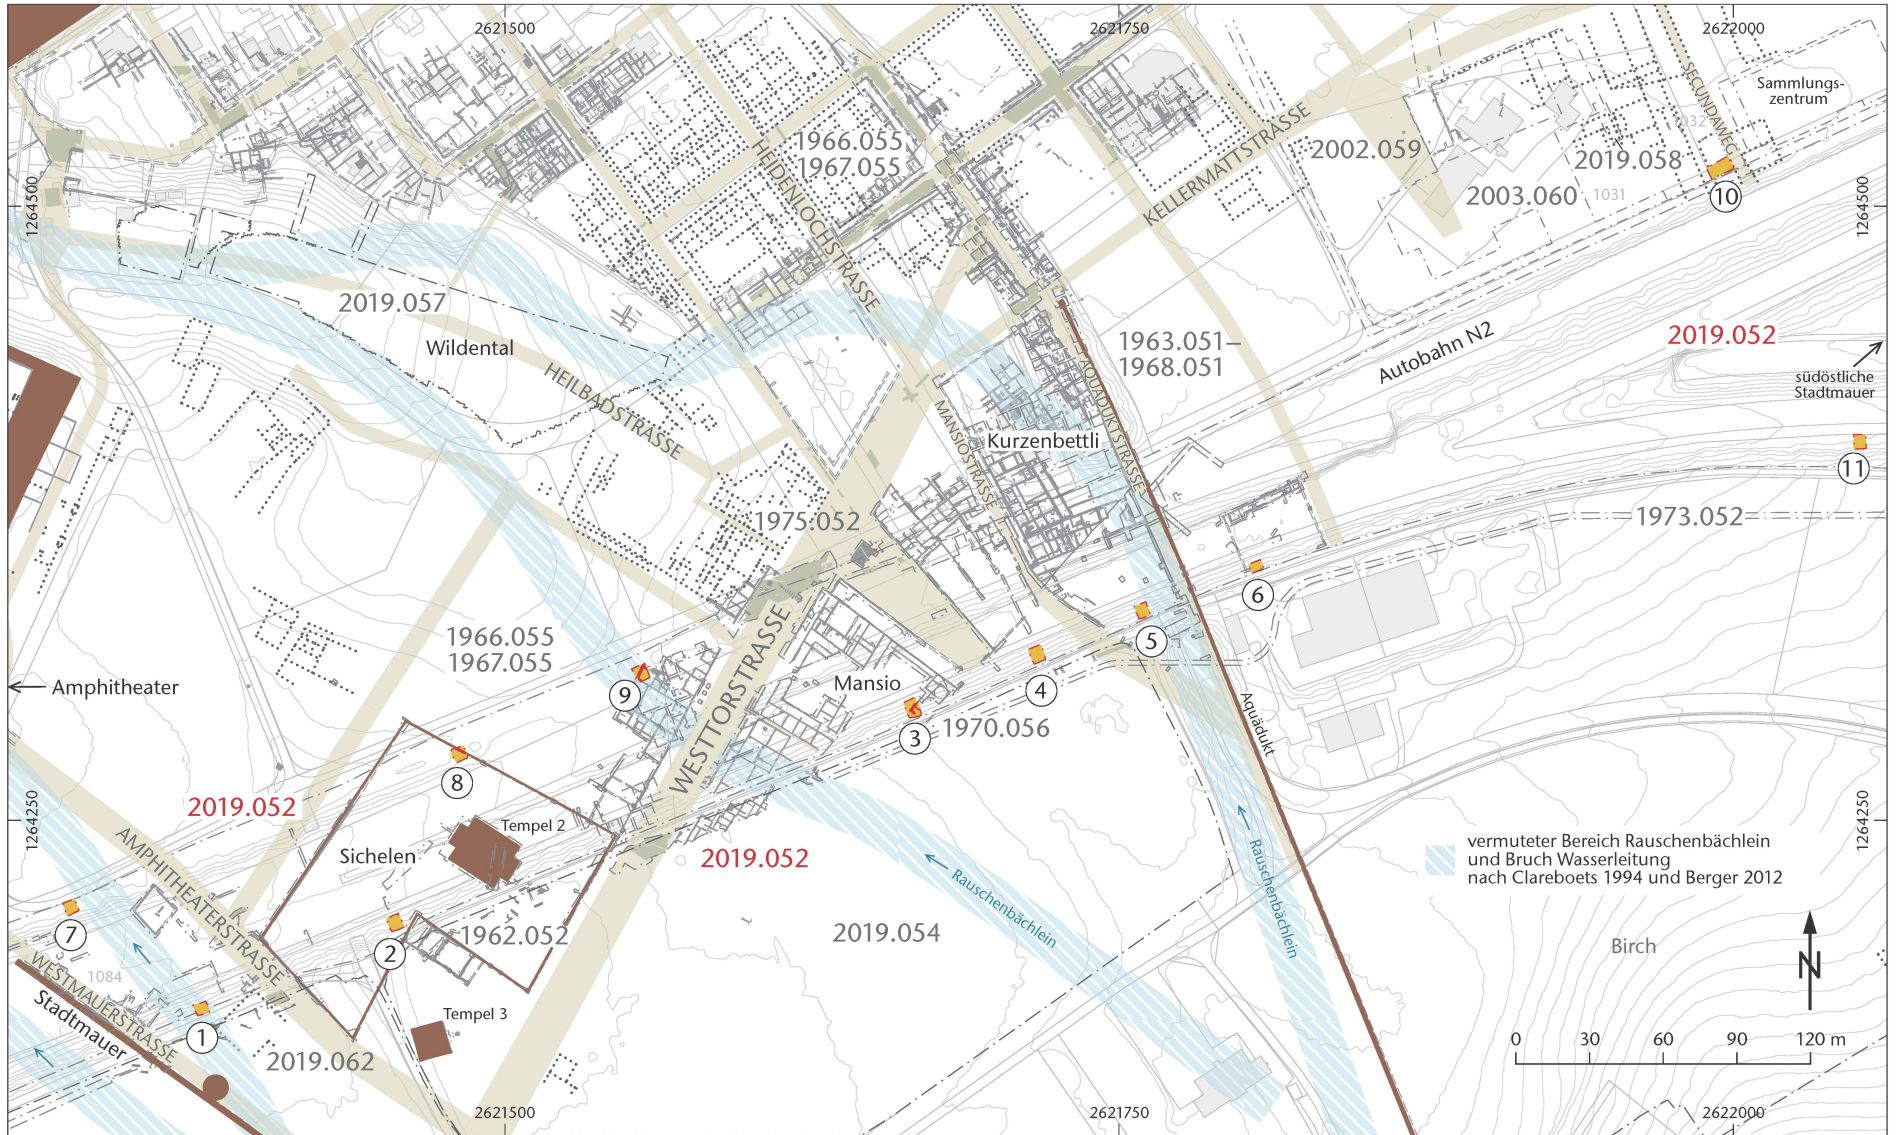 2621500
2621750
2622000
SECUNDAWEG
Sammlungs-
zentrum
1032
1966.055
1967.055
HEIDENLOCHSTRASSE
KELLERMATTSTRASSE
2002.059
2019.058
2003.060
1031
10
1264500
1264500
2019.057
Wildental
HEILBADSTRASSE
1963.051–
1968.051
Autobahn N2
2019.052
südöstliche
Stadtmauer
AQUADUKTSTRASSE
MANSIOSTRASSE
Kurzenbettli
11
1975.052
1973.052
6
5
1966.055
1967.055
WESTTORSTRASSE
Mansio
Amphitheater
9
4
3
1970.056
Aquädukt
8
2019.052
1264250
1264250
Tempel 2
Sichelen
2019.052
AMPHITHEATERSTRASSE
Rauschenbächlein
Rauschenbächlein
vermuteter Bereich Rauschenbächlein
und Bruch Wasserleitung
nach Clareboets 1994 und Berger 2012
7
2
1962.052
2019.054
Birch
N
1084
WESTMAUERSTRASSE
Stadtmauer
Tempel 3
1
2019.062
0 30 60 90 120 m
2621500
2621750
2622000